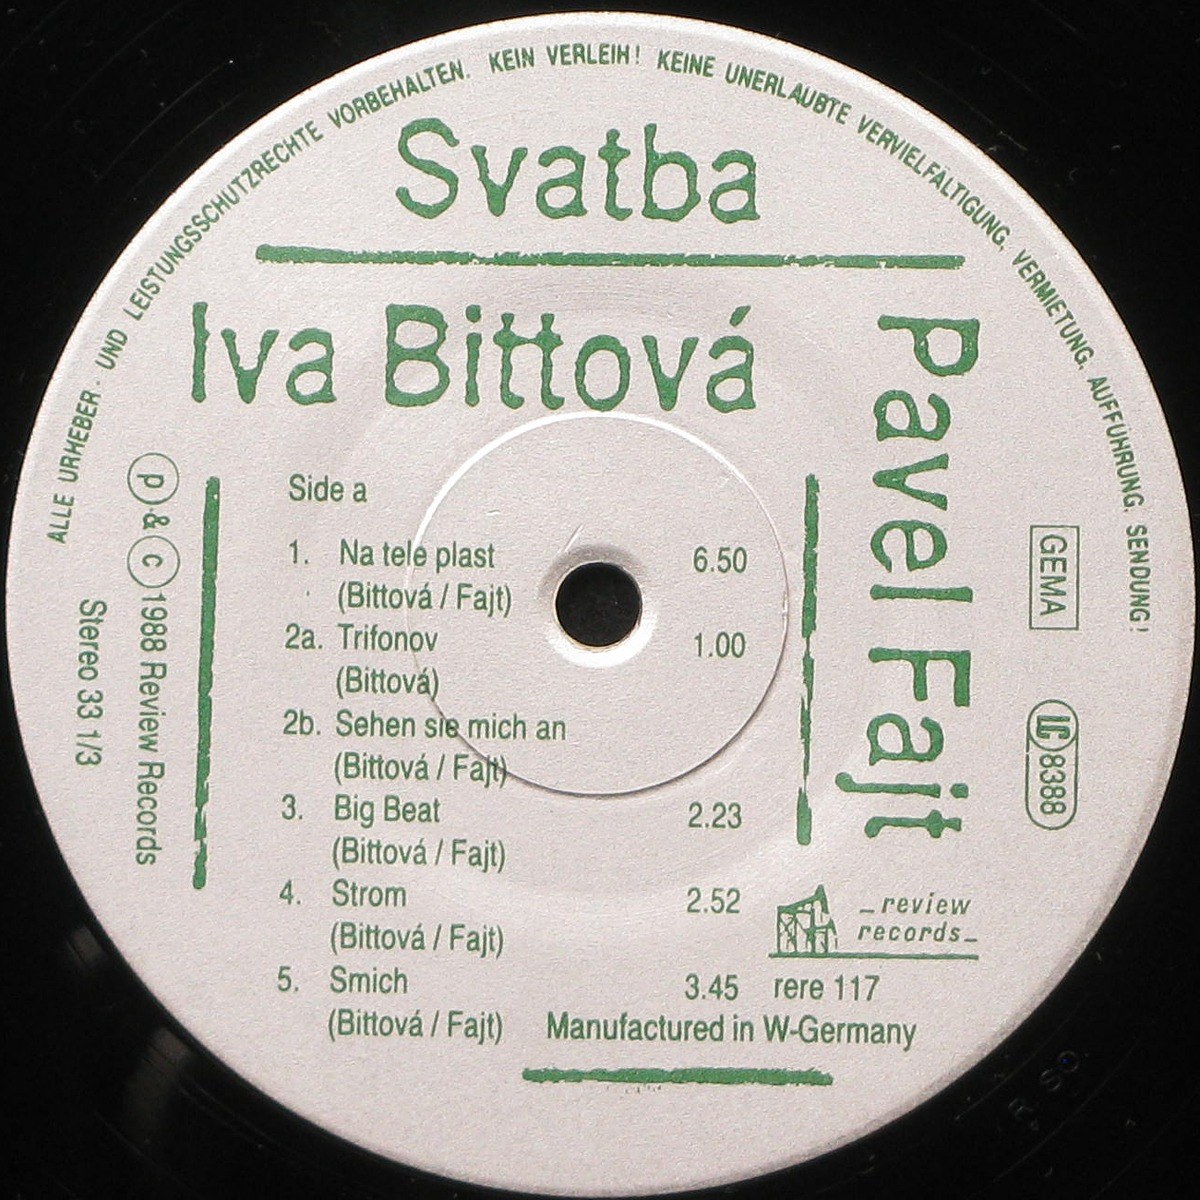 ALLE URHEBER- UND LEISTUNGSSCHUTZRECHTE VORBEHALTEN. KEIN VERLEIH! KEINE UNERLAUBTE VERVIELFÄLTIGUNG, VERMIETUNG, AUFFÜHRUNG, SENDUNG!
Svatba
Iva Bittová
Pavel Fajt
Side a
1. Na tele plast 6.50
(Bittová / Fajt)
2a. Trifonov 1.00
(Bittová)
2b. Sehen sie mich an
(Bittová / Fajt)
3. Big Beat 2.23
(Bittová / Fajt)
4. Strom 2.52
(Bittová / Fajt)
5. Smich 3.45
(Bittová / Fajt)
p & c 1988 Review Records
Stereo 33 1/3
GEMA
LC 8388
_review
records_
rere 117
Manufactured in W-Germany